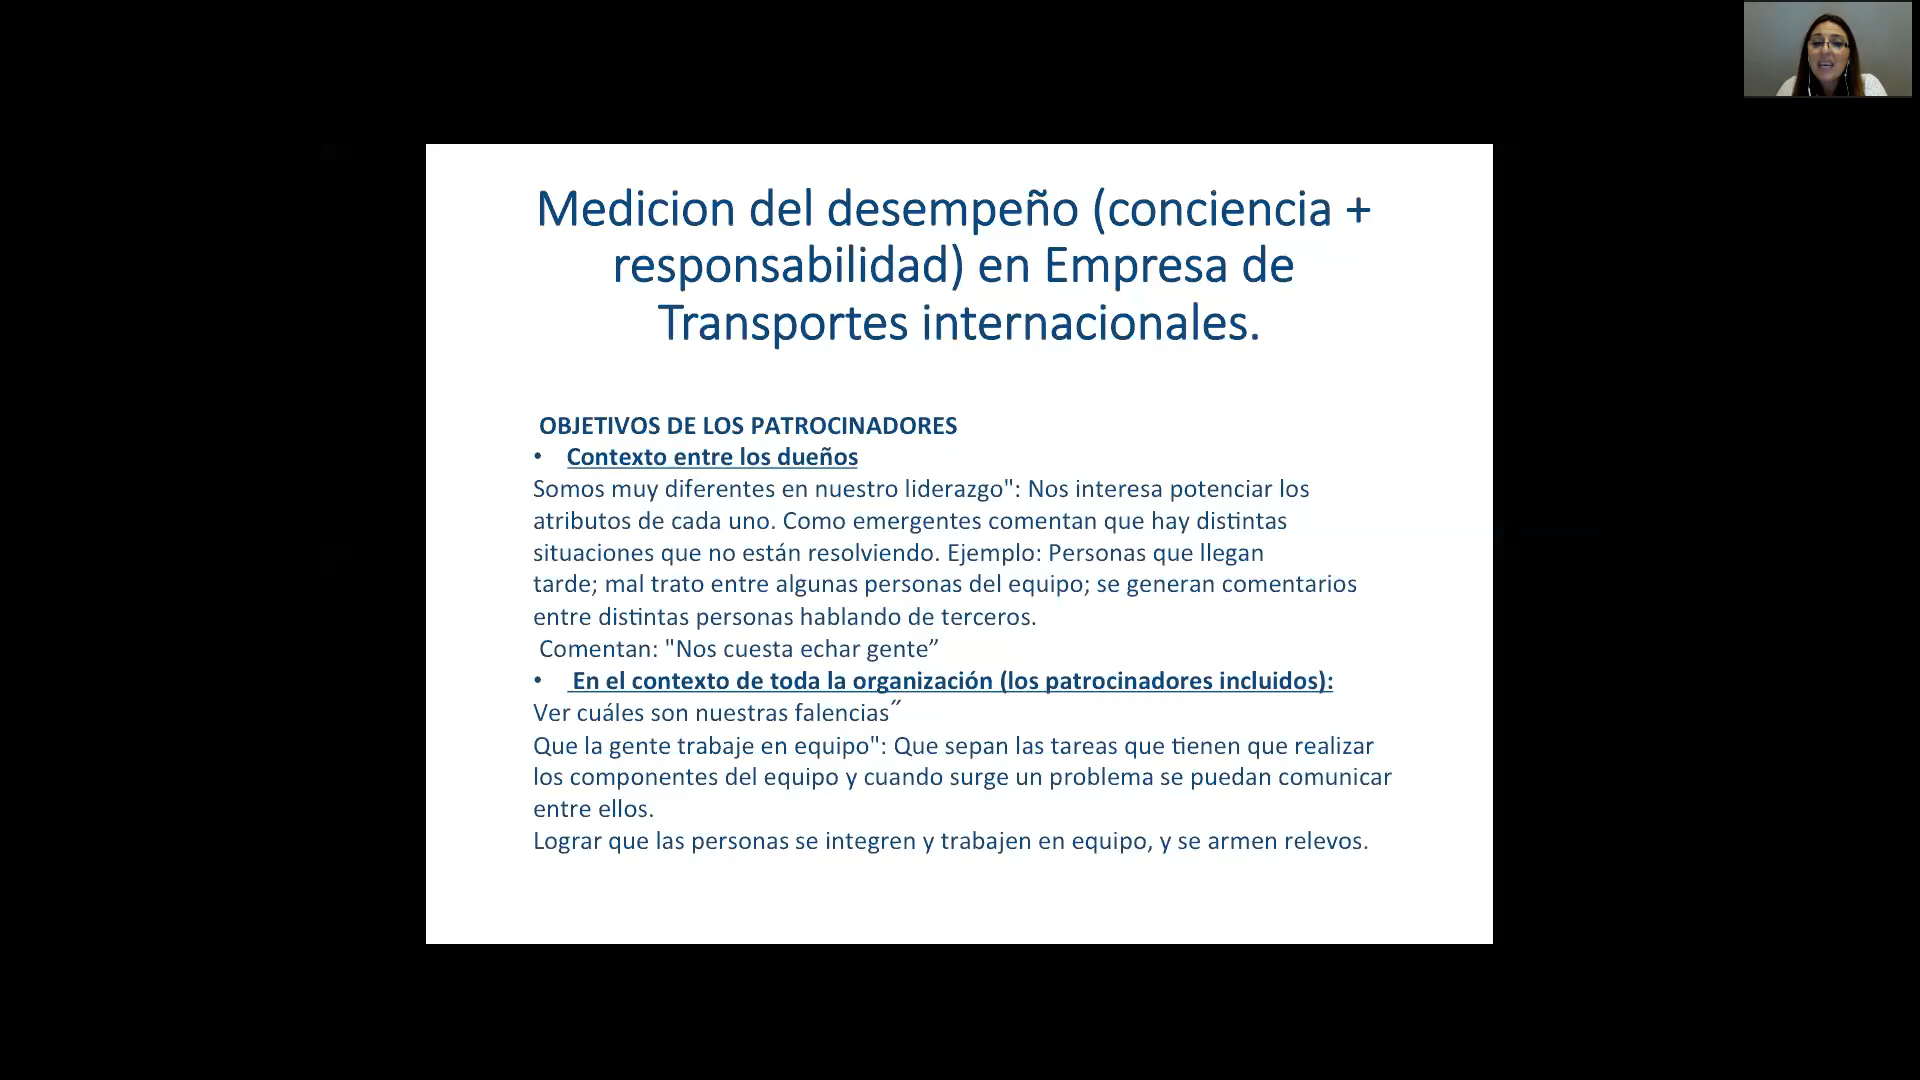 Medicion del desempeño (conciencia +
responsabilidad) en Empresa de
Transportes internacionales.
OBJETIVOS DE LOS PATROCINADORES
• Contexto entre los dueños
Somos muy diferentes en nuestro liderazgo": Nos interesa potenciar los
atributos de cada uno. Como emergentes comentan que hay distintas
situaciones que no están resolviendo. Ejemplo: Personas que llegan
tarde; mal trato entre algunas personas del equipo; se generan comentarios
entre distintas personas hablando de terceros.
Comentan: "Nos cuesta echar gente”
• En el contexto de toda la organización (los patrocinadores incluidos):
Ver cuáles son nuestras falencias˝
Que la gente trabaje en equipo": Que sepan las tareas que tienen que realizar
los componentes del equipo y cuando surge un problema se puedan comunicar
entre ellos.
Lograr que las personas se integren y trabajen en equipo, y se armen relevos.